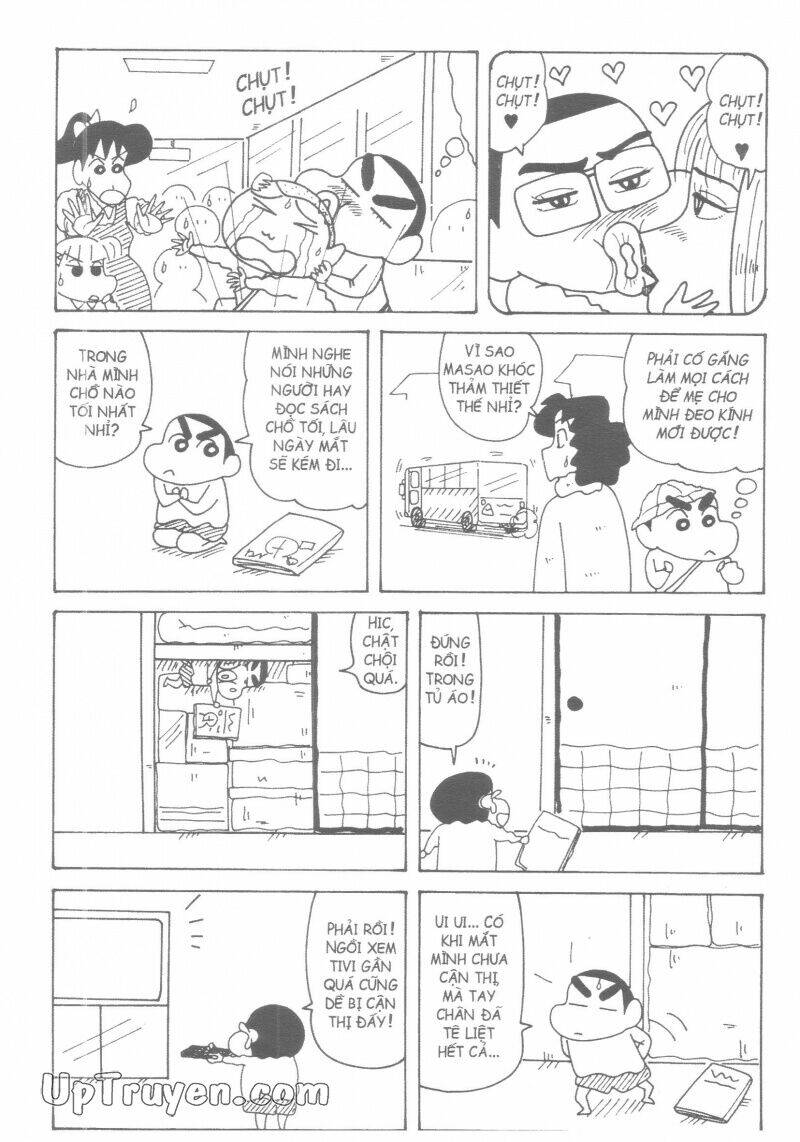 CHỤT!
CHỤT!
♥
CHỤT!
CHỤT!
♥
CHỤT!
CHỤT!
PHẢI CỐ GẮNG
LÀM MỌI CÁCH
ĐỂ MẸ CHO
MÌNH ĐEO KÍNH
MỚI ĐƯỢC!
VÌ SAO
MASAO KHÓC
THẢM THIẾT
THẾ NHỈ?
MÌNH NGHE
NÓI NHỮNG
NGƯỜI HAY
ĐỌC SÁCH
CHỖ TỐI, LÂU
NGÀY MẮT
SẼ KÉM ĐI...
TRONG
NHÀ MÌNH
CHỖ NÀO
TỐI NHẤT
NHỈ?
ĐÚNG
RỒI!
TRONG
TỦ ÁO!
HIC,
CHẬT
CHỘI
QUÁ.
UI UI... CÓ
KHI MẮT
MÌNH CHƯA
CẬN THỊ,
MÀ TAY
CHÂN ĐÃ
TÊ LIỆT
HẾT CẢ...
PHẢI RỒI!
NGỒI XEM
TIVI GẦN
QUÁ CŨNG
DỄ BỊ CẬN
THỊ ĐẤY!
UpTruyen.com